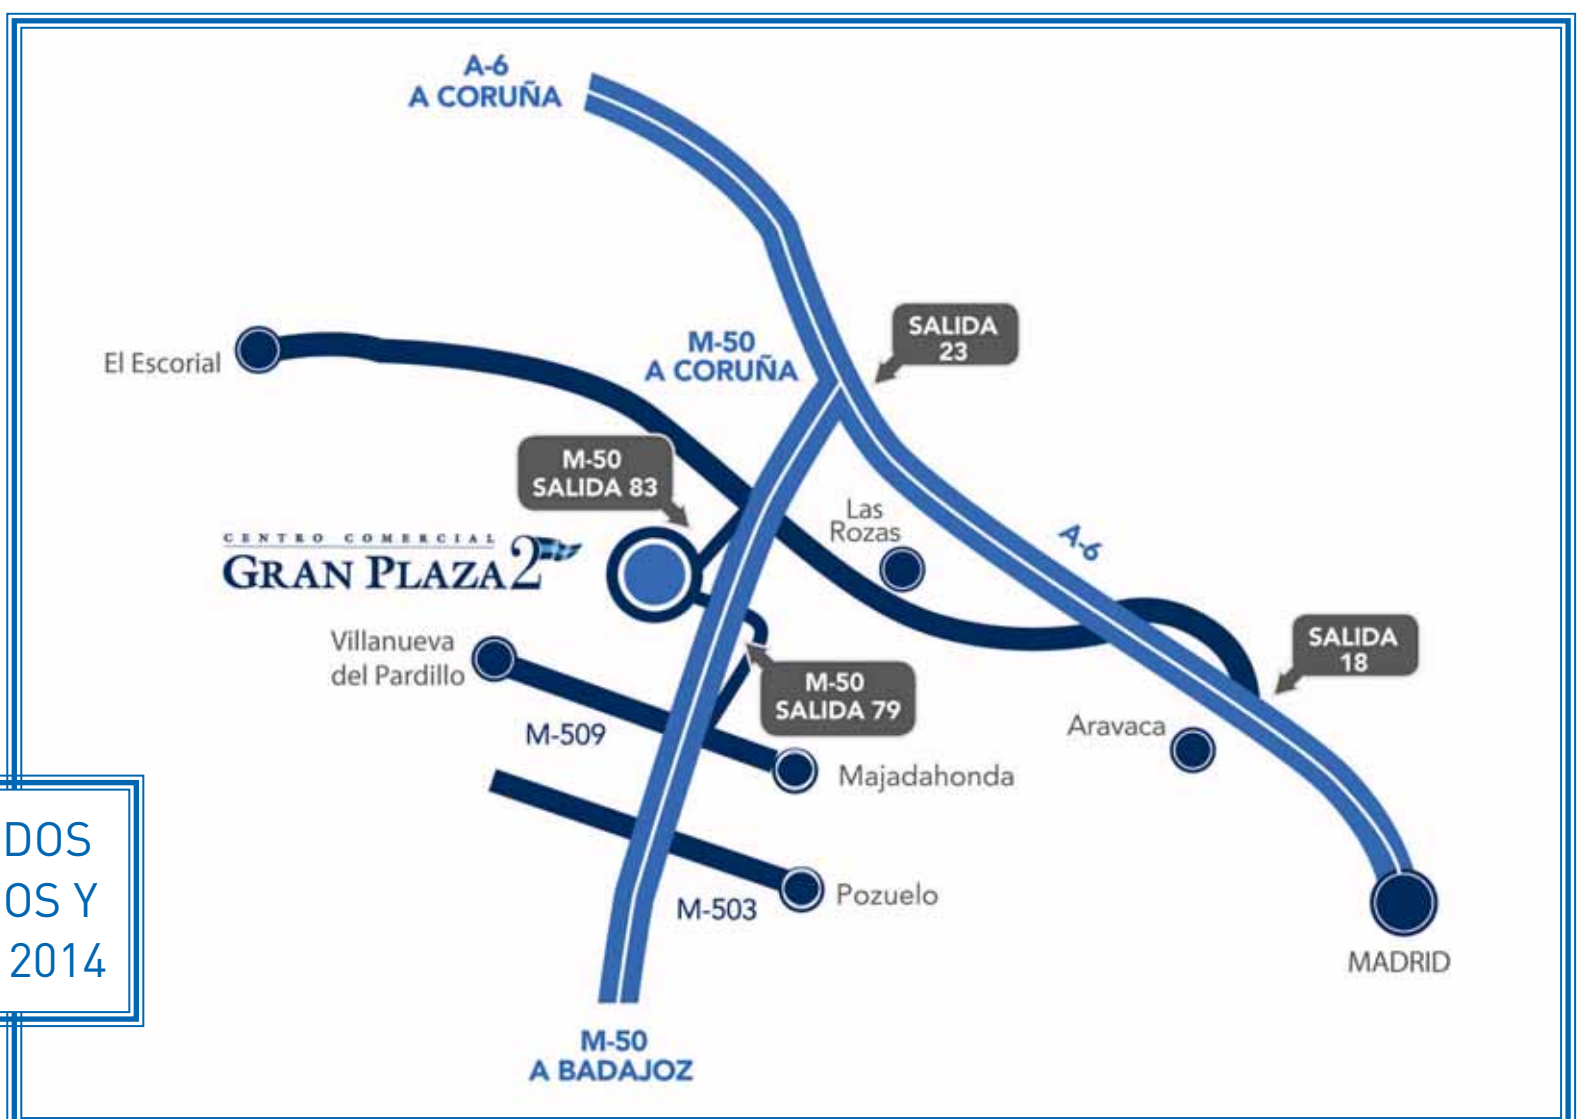 A-6
A CORUÑA
SALIDA
23
M-50
A CORUÑA
El Escorial
M-50
SALIDA 83
Las
Rozas
A-6
CENTRO COMERCIAL
GRAN PLAZA 2
Villanueva
del Pardillo
SALIDA
18
M-50
SALIDA 79
Aravaca
M-509
Majadahonda
DOS
OS Y
2014
Pozuelo
M-503
MADRID
M-50
A BADAJOZ